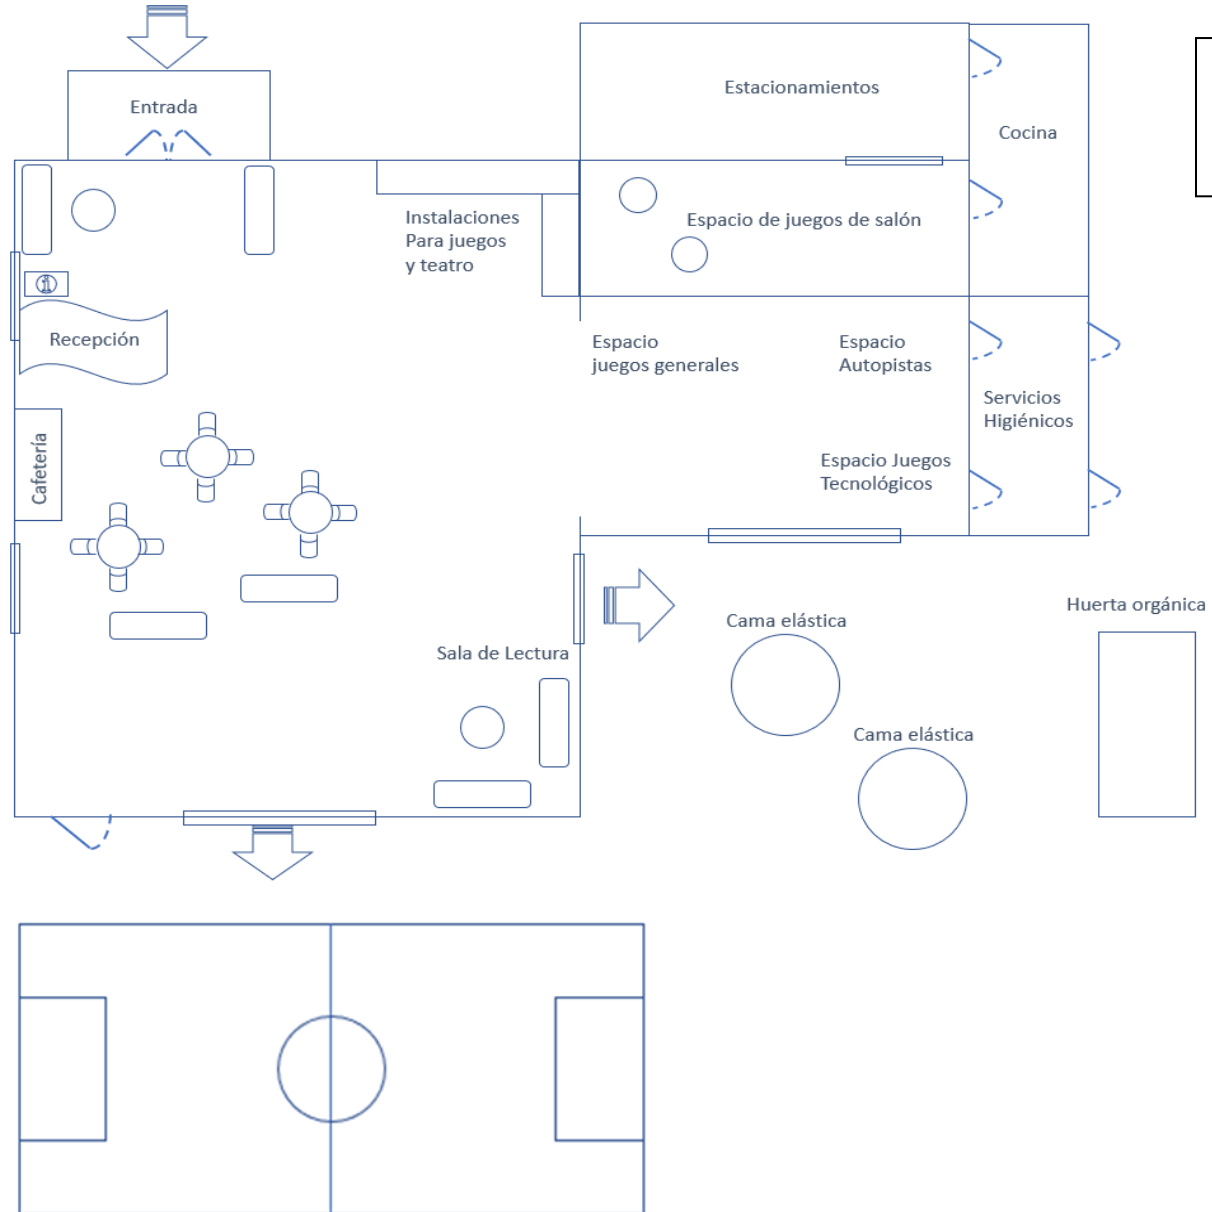 Entrada
Estacionamientos
Cocina
Instalaciones
Para juegos
y teatro
Espacio de juegos de salón
i
Recepción
Espacio
juegos generales
Espacio
Autopistas
Servicios
Higiénicos
Cafetería
Espacio Juegos
Tecnológicos
Sala de Lectura
Cama elástica
Huerta orgánica
Cama elástica